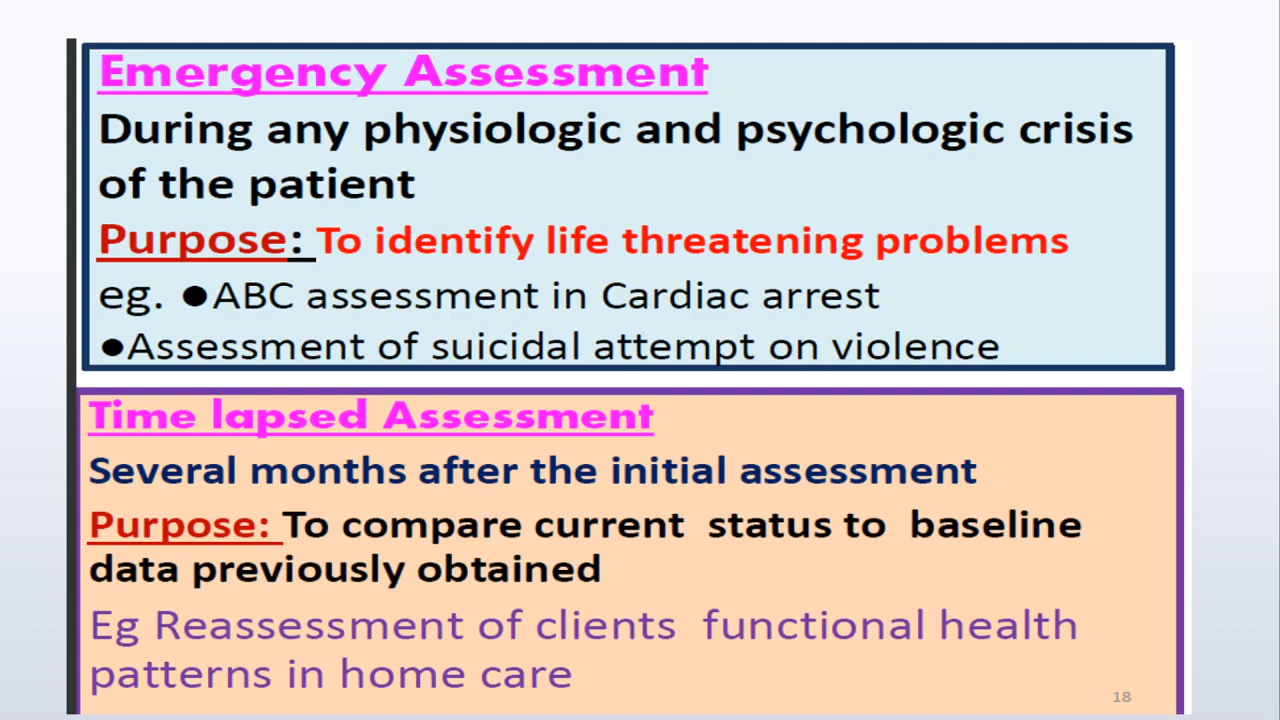 Emergency Assessment
During any physiologic and psychologic crisis
of the patient
Purpose: To identify life threatening problems
eg. ●ABC assessment in Cardiac arrest
●Assessment of suicidal attempt on violence
Time lapsed Assessment
Several months after the initial assessment
Purpose: To compare current status to baseline
data previously obtained
Eg Reassessment of clients functional health
patterns in home care
18